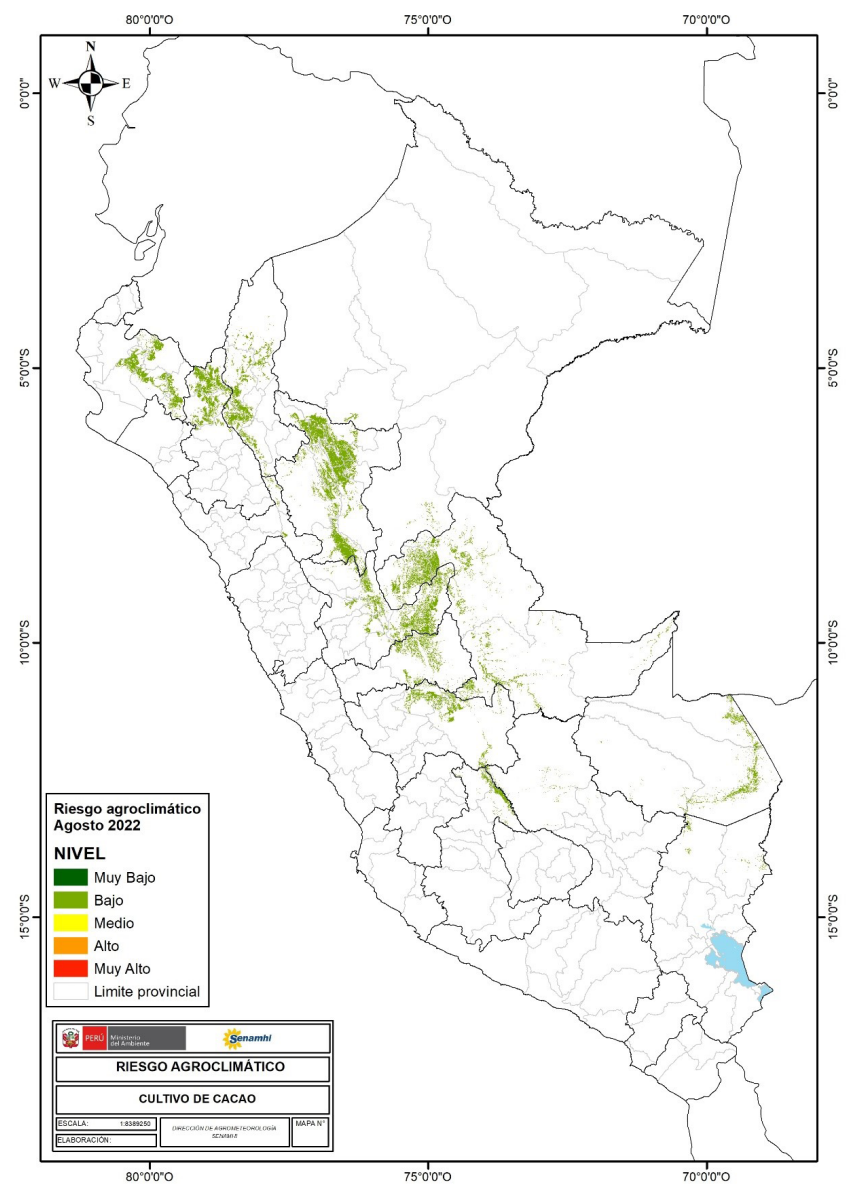 80°0'0"O 75°0'0"O 70°0'0"O
N
W E
S
0°0'0" 0°0'0"
5°0'0"S 5°0'0"S
10°0'0"S 10°0'0"S
15°0'0"S 15°0'0"S
Riesgo agroclimático
Agosto 2022
NIVEL
Muy Bajo
Bajo
Medio
Alto
Muy Alto
Limite provincial
PERÚ Ministerio
del Ambiente
Senamhi
RIESGO AGROCLIMÁTICO
CULTIVO DE CACAO
ESCALA: 1:8389250
DIRECCIÓN DE AGROMETEOROLOGÍA
SENAMHI
MAPA N°
ELABORACIÓN:
80°0'0"O 75°0'0"O 70°0'0"O